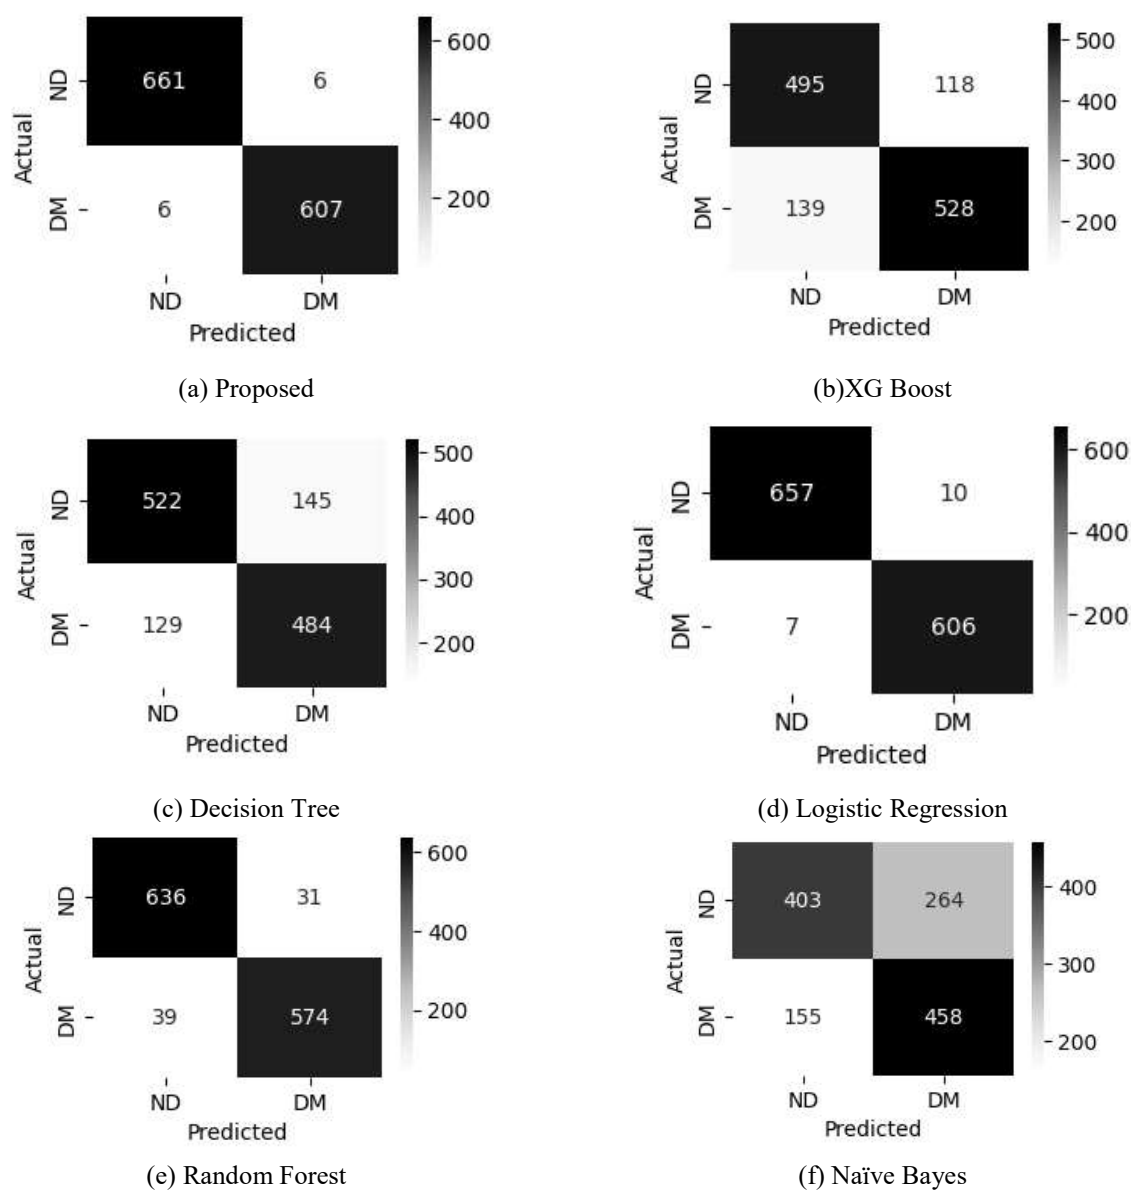 661 6
6 607
ND
DM
Actual
ND DM
Predicted
600
400
200
(a) Proposed
495 118
139 528
ND
DM
Actual
ND DM
Predicted
500
400
300
200
(b)XG Boost
522 145
129 484
ND
DM
Actual
ND DM
Predicted
500
400
300
200
(c) Decision Tree
657 10
7 606
ND
DM
Actual
ND DM
Predicted
600
400
200
(d) Logistic Regression
636 31
39 574
ND
DM
Actual
ND DM
Predicted
600
400
200
(e) Random Forest
403 264
155 458
ND
DM
Actual
ND DM
Predicted
400
300
200
(f) Naïve Bayes